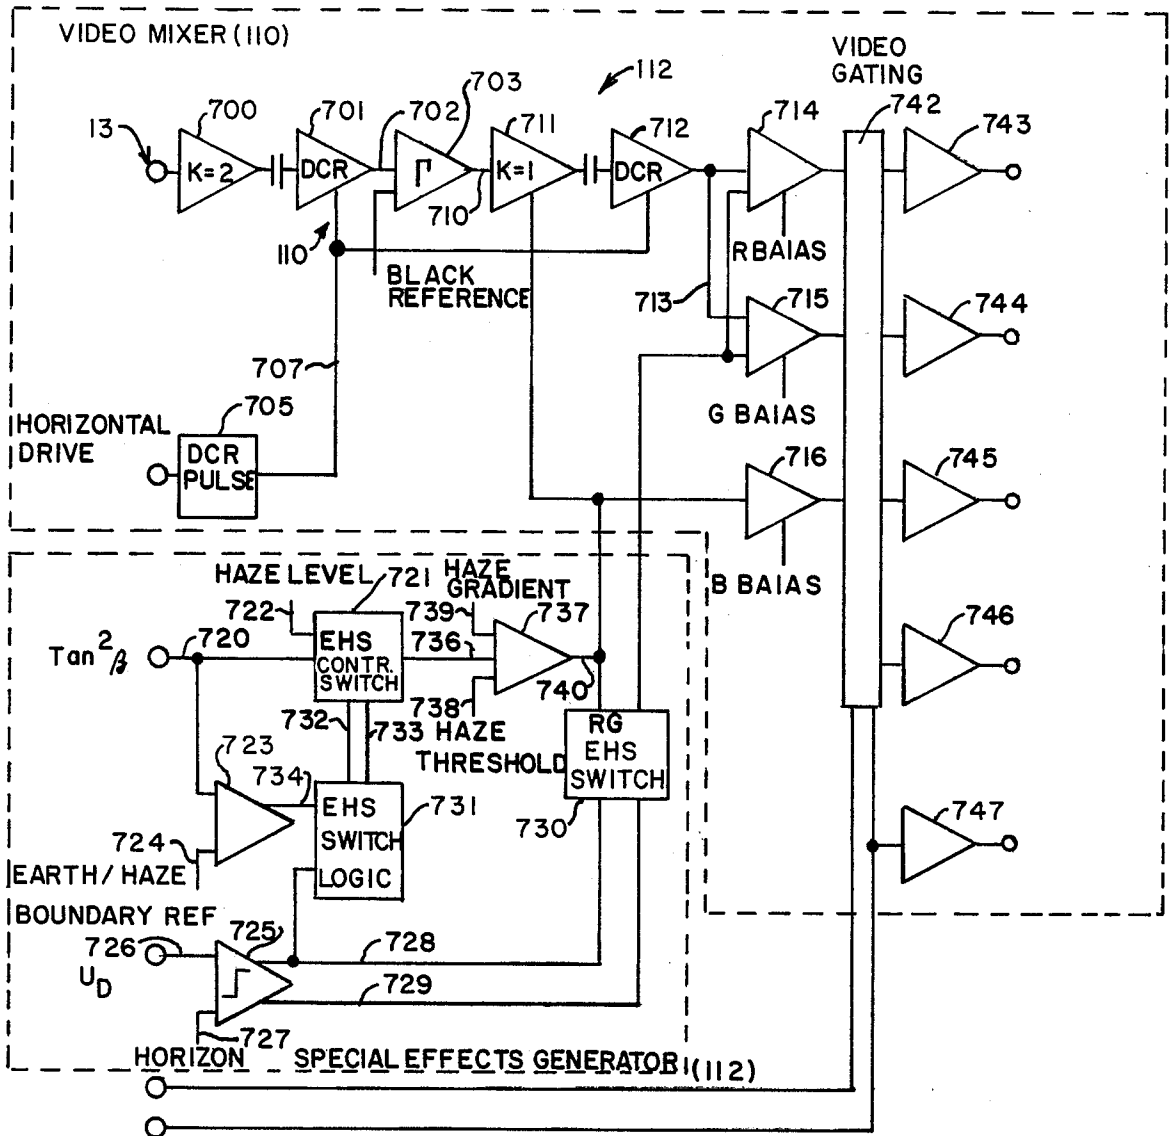 VIDEO MIXER (110)
VIDEO
GATING
112
742
13
700
701
702
703
711
712
714
743
K=2
DCR
Γ
K=1
DCR
710
110
R BAIAS
BLACK
REFERENCE
713
715
744
707
G BAIAS
HORIZONTAL
DRIVE
705
DCR
PULSE
716
745
B BAIAS
HAZE LEVEL
721
HAZE
GRADIENT
722
739
737
746
Tan²β
720
EHS
CONTR.
SWITCH
736
740
738
732
733
HAZE
THRESHOLD
RG
EHS
SWITCH
730
723
734
EHS
SWITCH
LOGIC
731
724
EARTH/HAZE
BOUNDARY REF
747
725
726
U_D
728
729
727
HORIZON
SPECIAL EFFECTS GENERATOR (112)